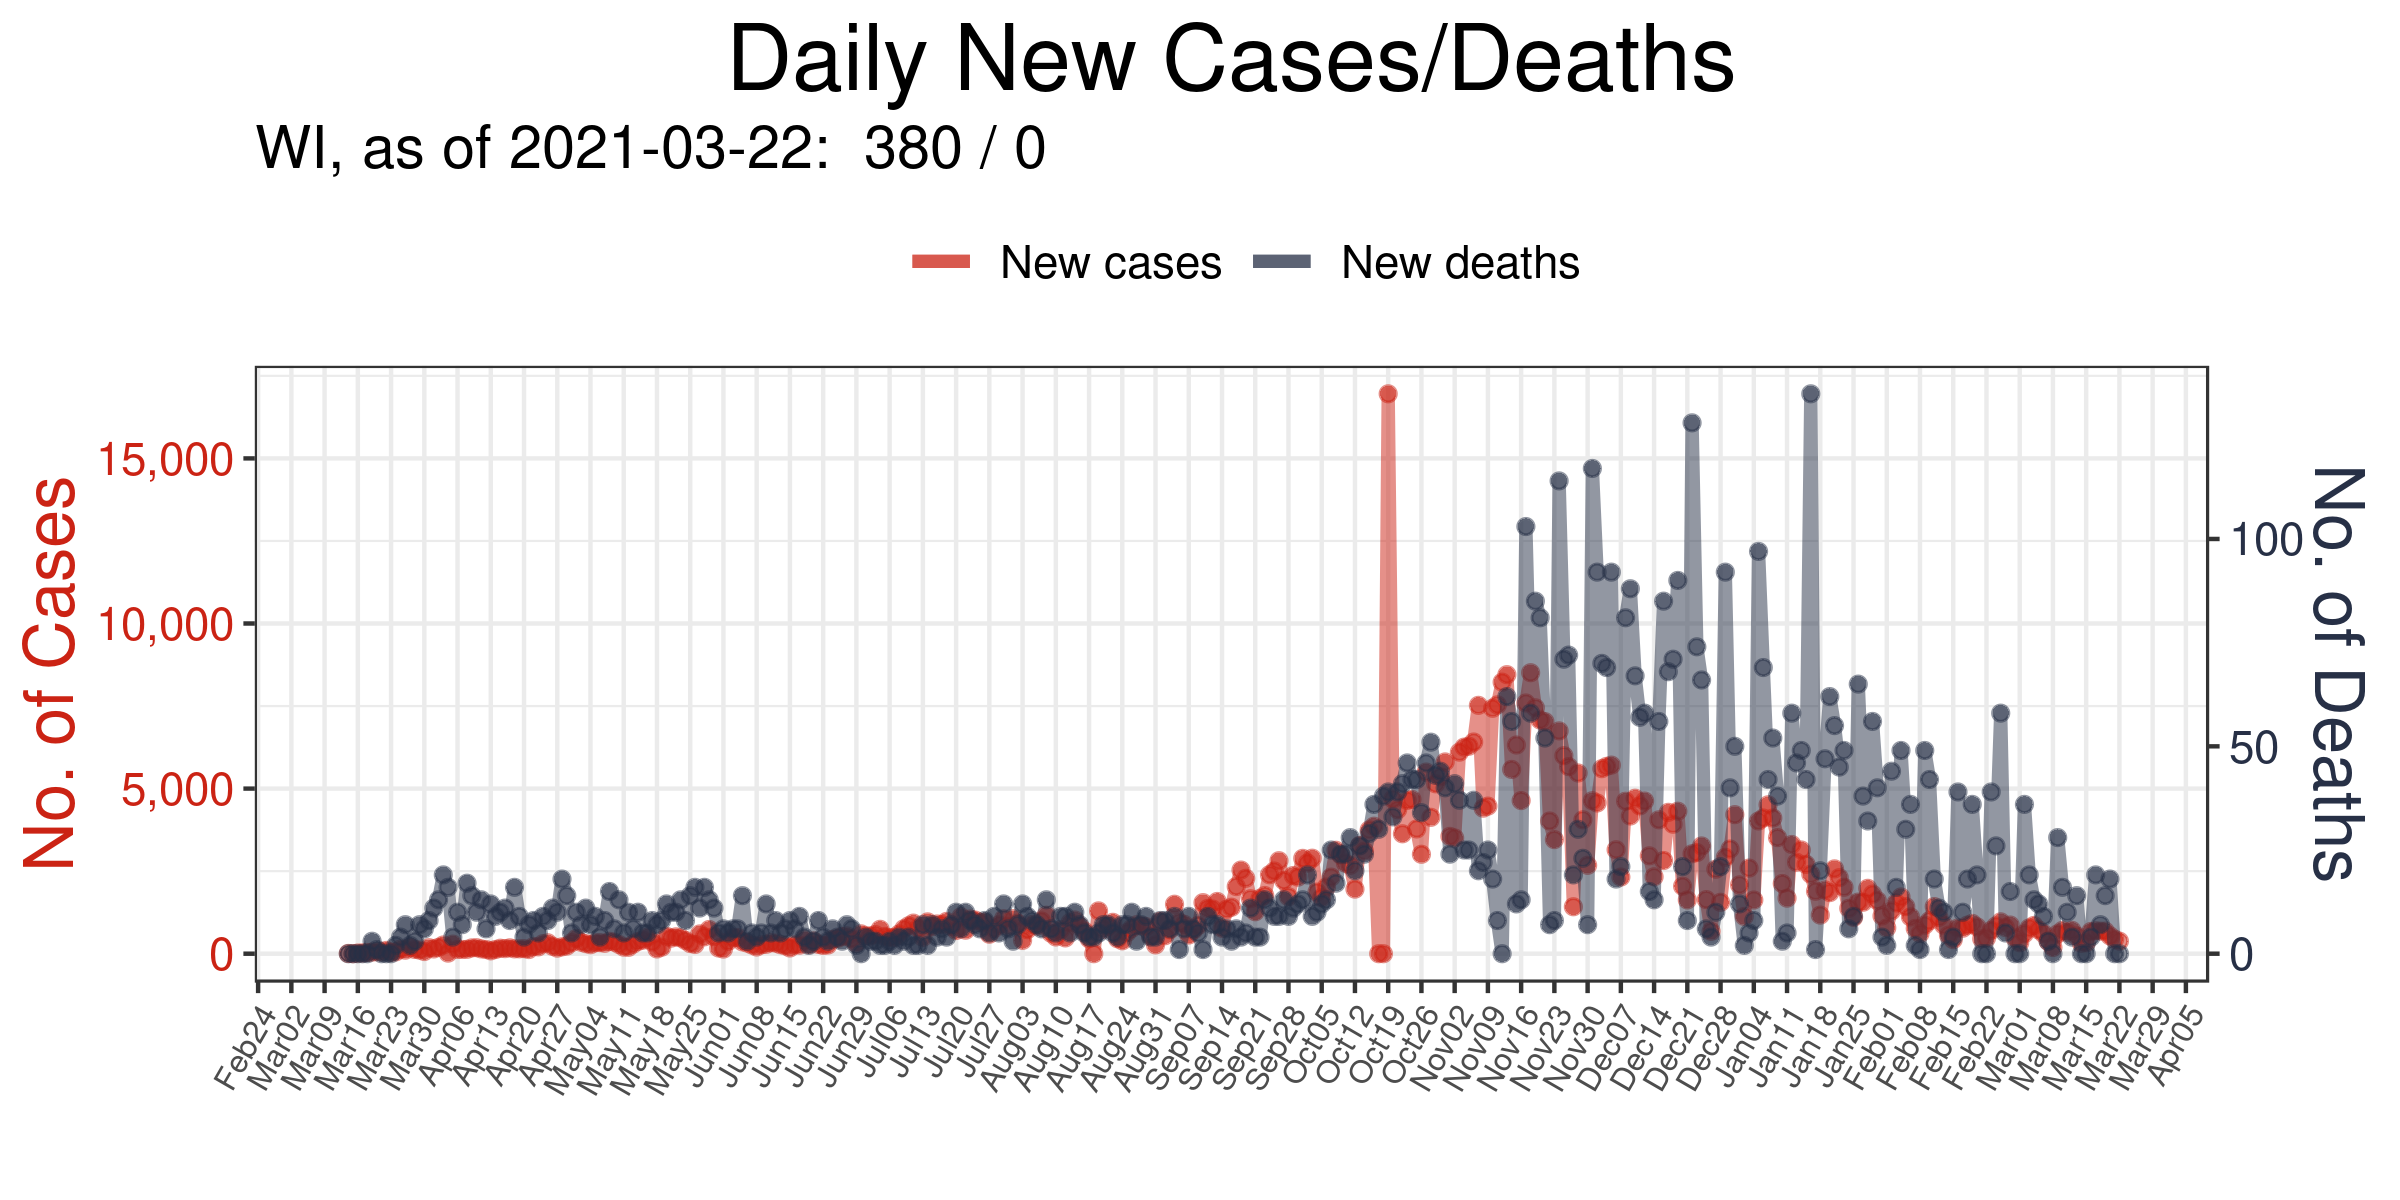 Daily New Cases/Deaths
WI, as of 2021-03-22:  380 / 0
New cases
New deaths
No. of Cases
15,000
10,000
5,000
0
No. of Deaths
100
50
0
Feb24
Mar02
Mar09
Mar16
Mar23
Mar30
Apr06
Apr13
Apr20
Apr27
May04
May11
May18
May25
Jun01
Jun08
Jun15
Jun22
Jun29
Jul06
Jul13
Jul20
Jul27
Aug03
Aug10
Aug17
Aug24
Aug31
Sep07
Sep14
Sep21
Sep28
Oct05
Oct12
Oct19
Oct26
Nov02
Nov09
Nov16
Nov23
Nov30
Dec07
Dec14
Dec21
Dec28
Jan04
Jan11
Jan18
Jan25
Feb01
Feb08
Feb15
Feb22
Mar01
Mar08
Mar15
Mar22
Mar29
Apr05